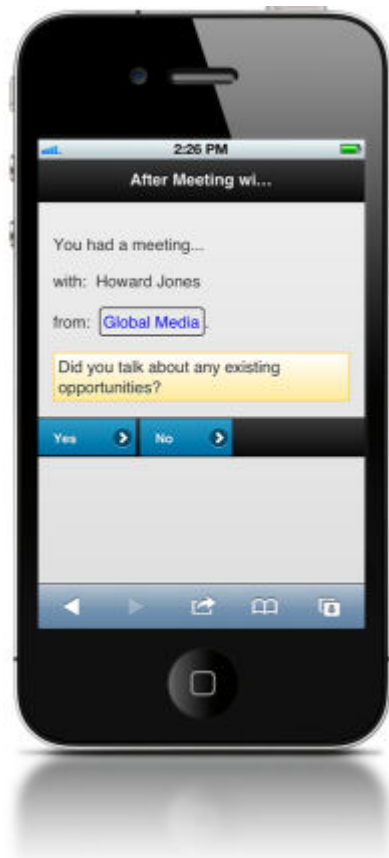 2:26 PM
After Meeting wi...
You had a meeting...
with: Howard Jones
from: Global Media.
Did you talk about any existing
opportunities?
Yes
No